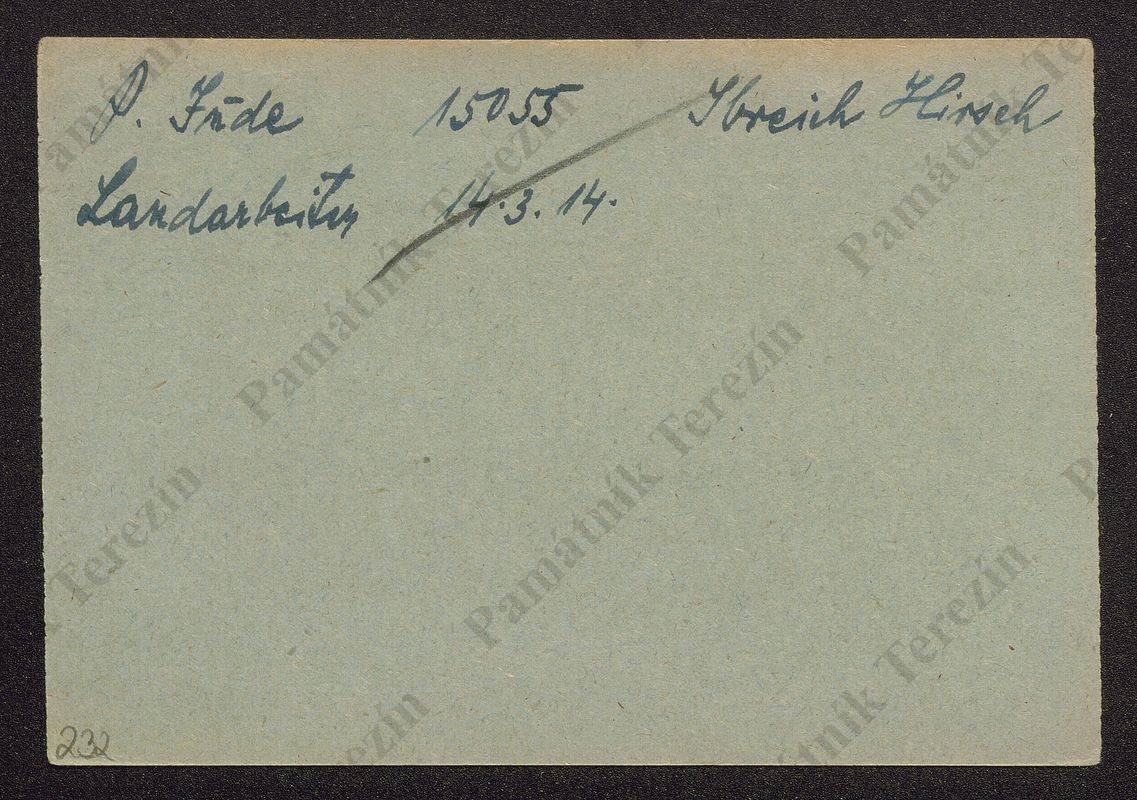 P. Jude 15055 Ibreich Hirsch
Landarbeiter 14.3.14.
232
Památník Terezín